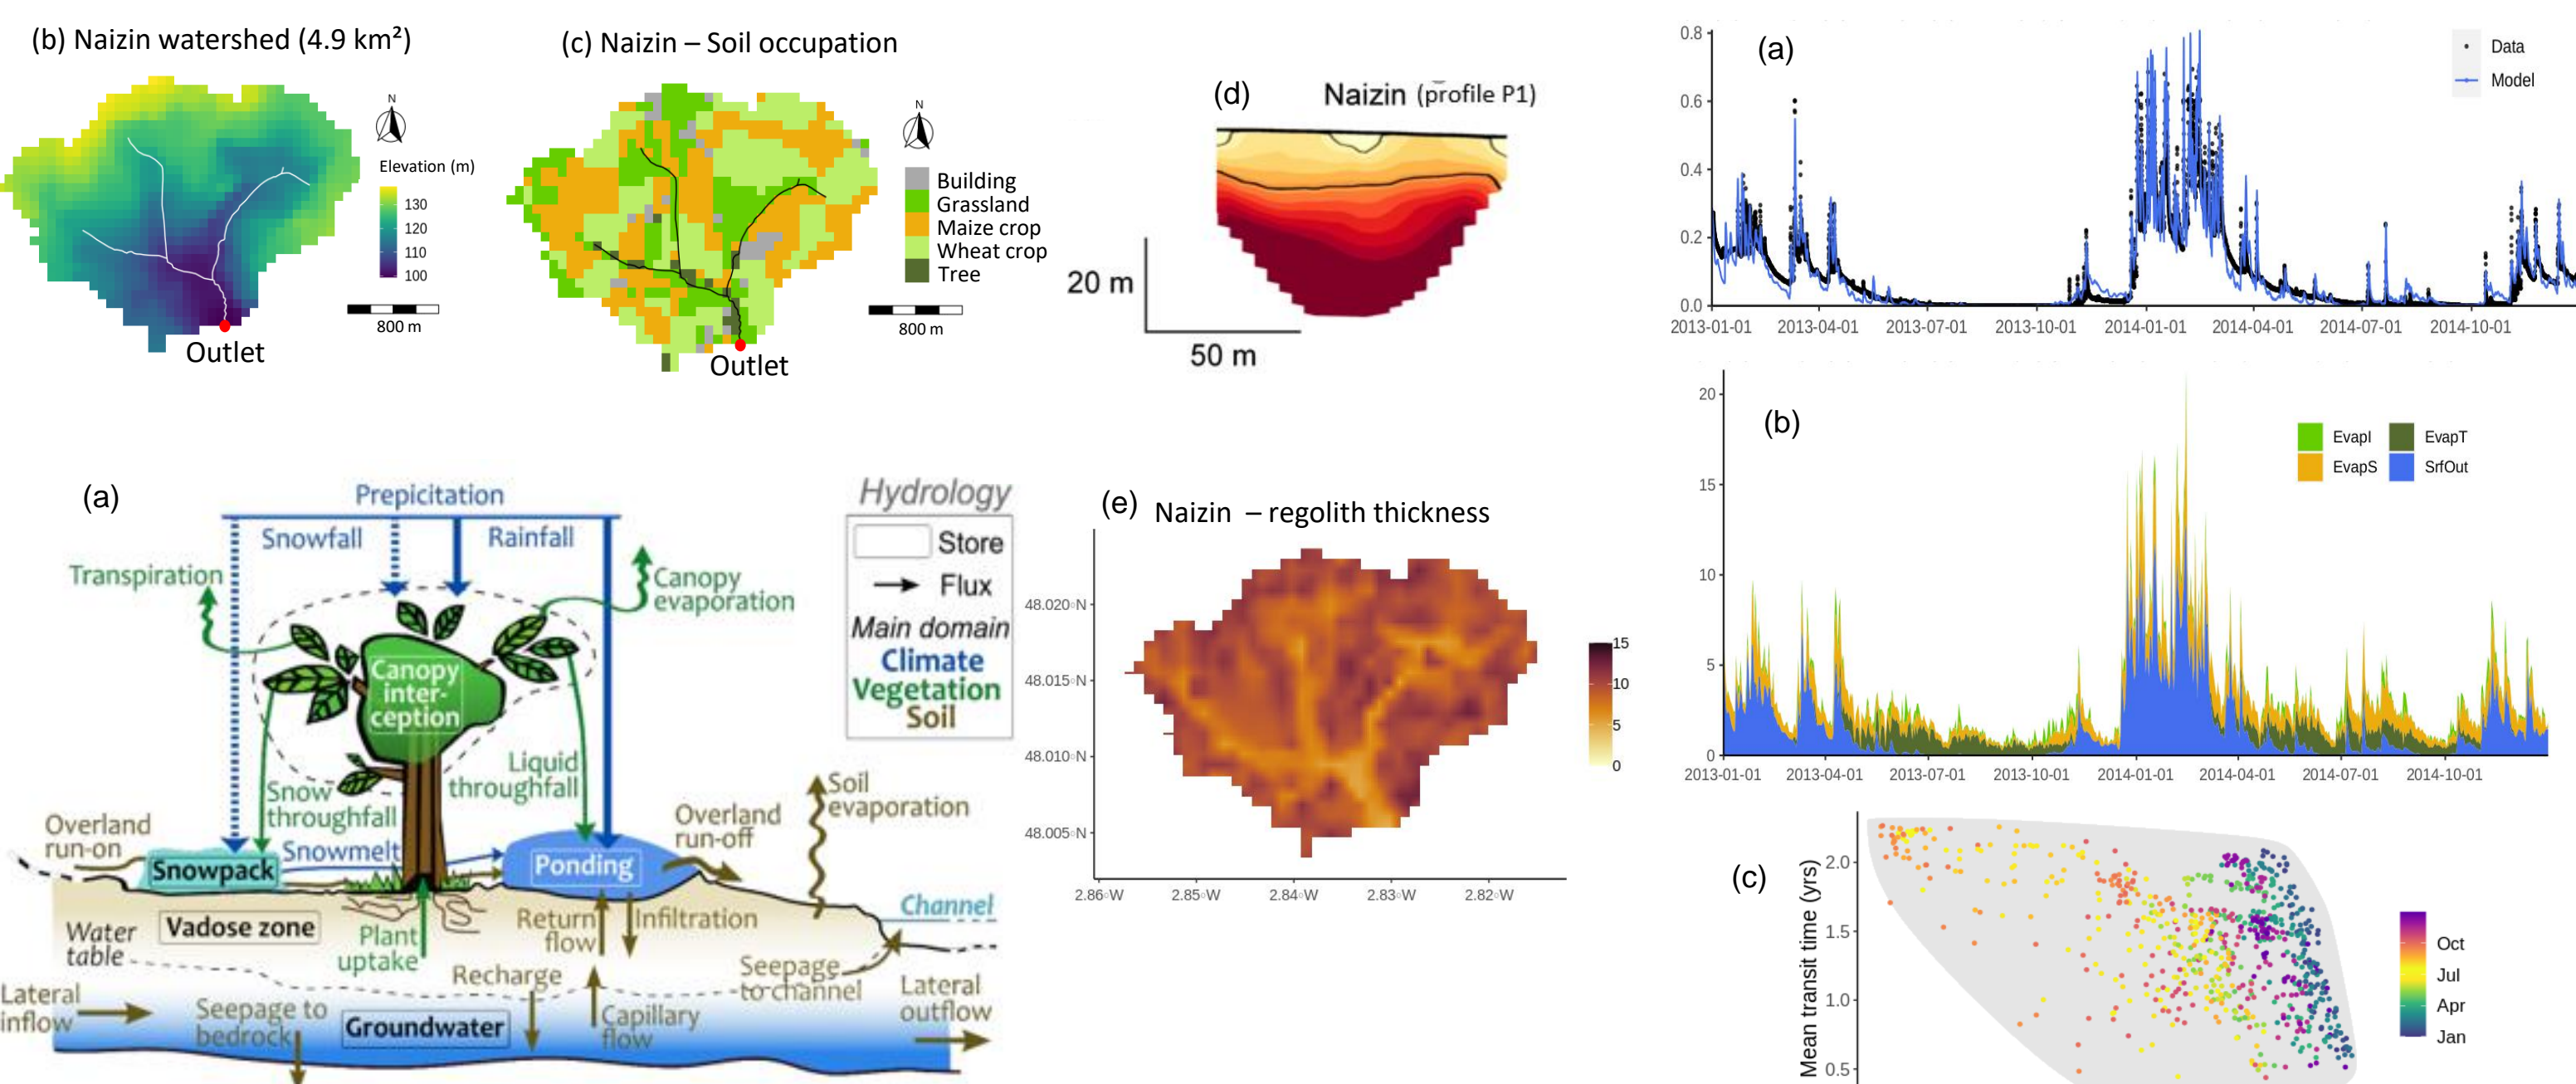 (b) Naizin watershed (4.9 km²)
N
Elevation (m)
130
120
110
100
800 m
Outlet
(c) Naizin – Soil occupation
N
Building
Grassland
Maize crop
Wheat crop
Tree
800 m
Outlet
(d)
Naizin (profile P1)
20 m
50 m
(a)
Data
Model
0.8
0.6
0.4
0.2
0.0
2013-01-01
2013-04-01
2013-07-01
2013-10-01
2014-01-01
2014-04-01
2014-07-01
2014-10-01
(b)
EvapI
EvapT
EvapS
SrfOut
20
15
10
5
0
2013-01-01
2013-04-01
2013-07-01
2013-10-01
2014-01-01
2014-04-01
2014-07-01
2014-10-01
(a)
Prepicitation
Snowfall
Rainfall
Transpiration
Canopy
evaporation
Canopy
inter-
ception
Snow
throughfall
Liquid
throughfall
Soil
evaporation
Overland
run-on
Overland
run-off
Snowpack
Snowmelt
Ponding
Channel
Vadose zone
Water
table
Plant
uptake
Return
flow
Infiltration
Recharge
Seepage
to channel
Lateral
inflow
Seepage to
bedrock
Groundwater
Capillary
flow
Lateral
outflow
Hydrology
Store
Flux
Main domain
Climate
Vegetation
Soil
(e) Naizin – regolith thickness
48.020°N
48.015°N
48.010°N
48.005°N
2.86°W
2.85°W
2.84°W
2.83°W
2.82°W
15
10
5
0
(c)
Mean transit time (yrs)
2.0
1.5
1.0
0.5
Oct
Jul
Apr
Jan